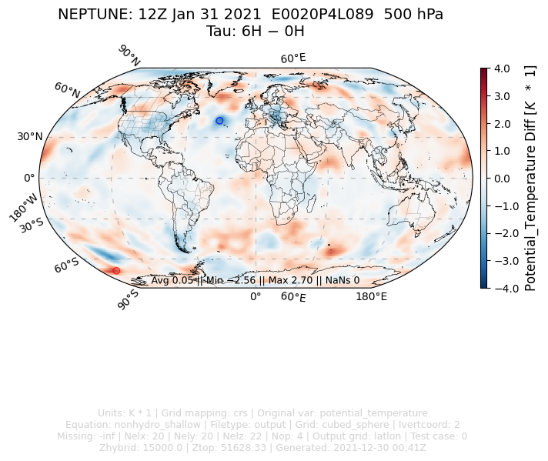 NEPTUNE: 12Z Jan 31 2021 E0020P4L089 500 hPa
Tau: 6H − 0H
90°N
60°E
60°N
30°N
0°
180°W
30°S
60°S
90°S
Avg 0.05 || Min −2.56 || Max 2.70 || NaNs 0
0°
60°E
180°E
4.0
3.0
2.0
1.0
0.0
−1.0
−2.0
−3.0
−4.0
Potential_Temperature Diff [K * 1]
Units: K * 1 | Grid mapping: crs | Original var: potential_temperature
Equation: nonhydro_shallow | Filetype: output | Grid: cubed_sphere | Ivertcoord: 2
Missing: -inf | Nelx: 20 | Nely: 20 | Nelz: 22 | Nop: 4 | Output grid: latlon | Test case: 0
Zhybrid: 15000.0 | Ztop: 51628.33 | Generated: 2021-12-30 00:41Z